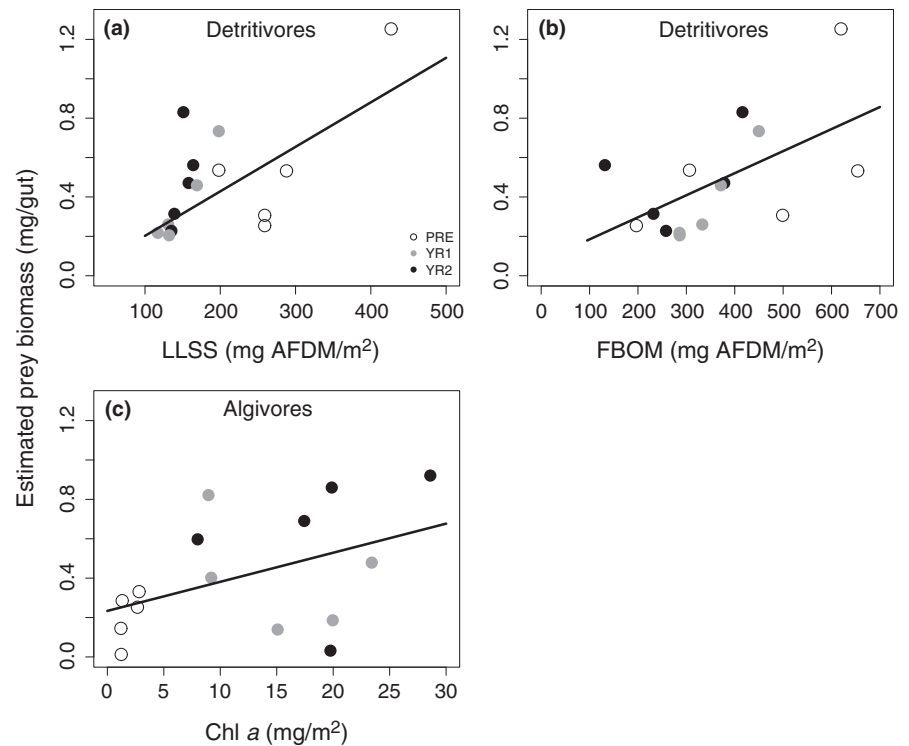 (a) Detritivores
1.2
0.8
0.4
0.0
PRE
YR1
YR2
100 200 300 400 500
LLSS (mg AFDM/m²)
(b) Detritivores
1.2
0.8
0.4
0.0
0 100 200 300 400 500 600 700
FBOM (mg AFDM/m²)
Estimated prey biomass (mg/gut)
(c) Algivores
1.2
0.8
0.4
0.0
0 5 10 15 20 25 30
Chl a (mg/m²)